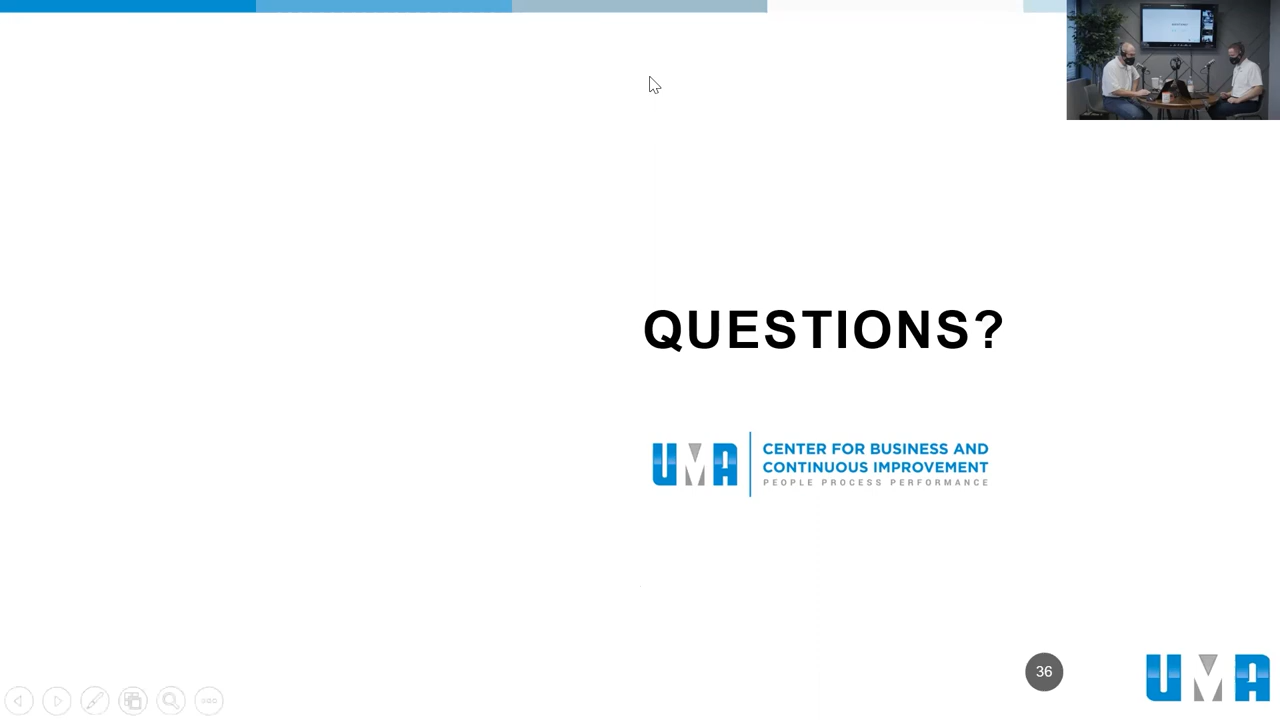 QUESTIONS?
UMA
CENTER FOR BUSINESS AND
CONTINUOUS IMPROVEMENT
PEOPLE PROCESS PERFORMANCE
36
UMA